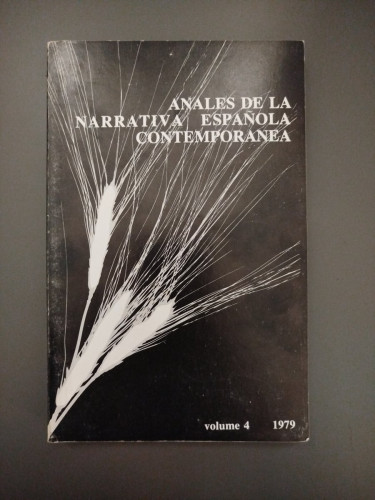 ANALES DE LA
NARRATIVA ESPAÑOLA
CONTEMPORANEA
volume 4 1979